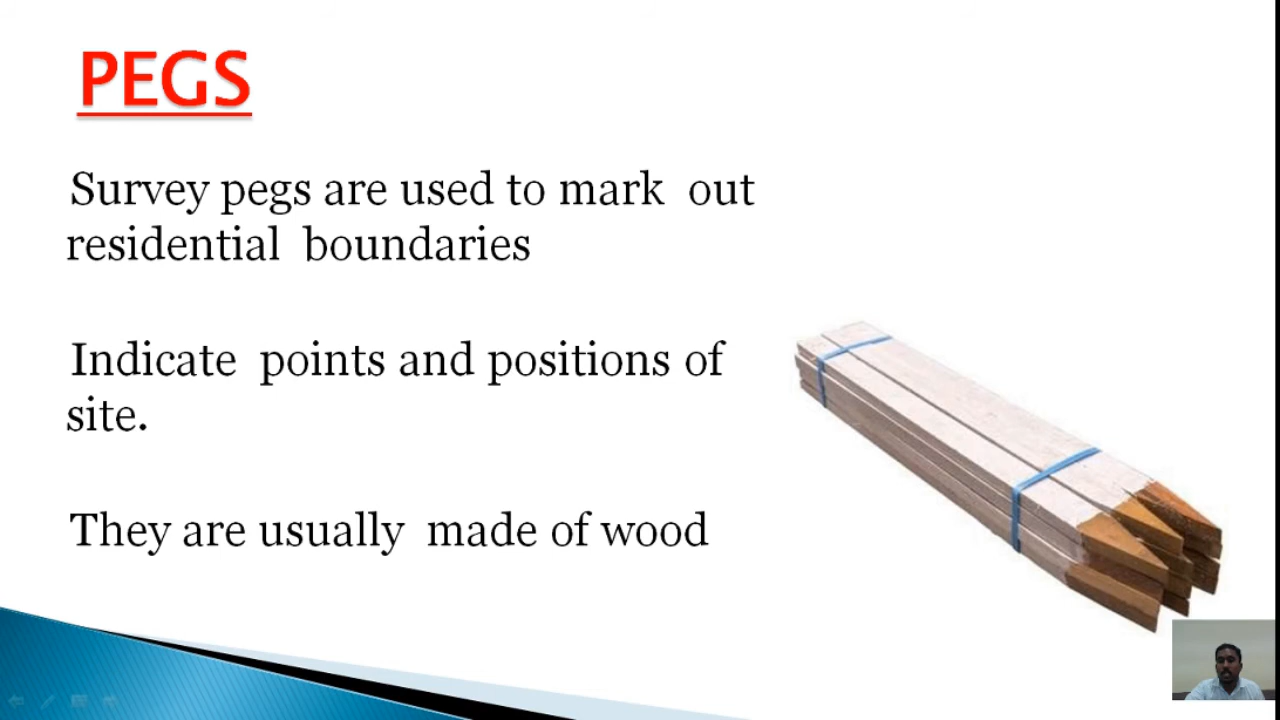 PEGS
Survey pegs are used to mark out
residential boundaries
Indicate points and positions of
site.
They are usually made of wood